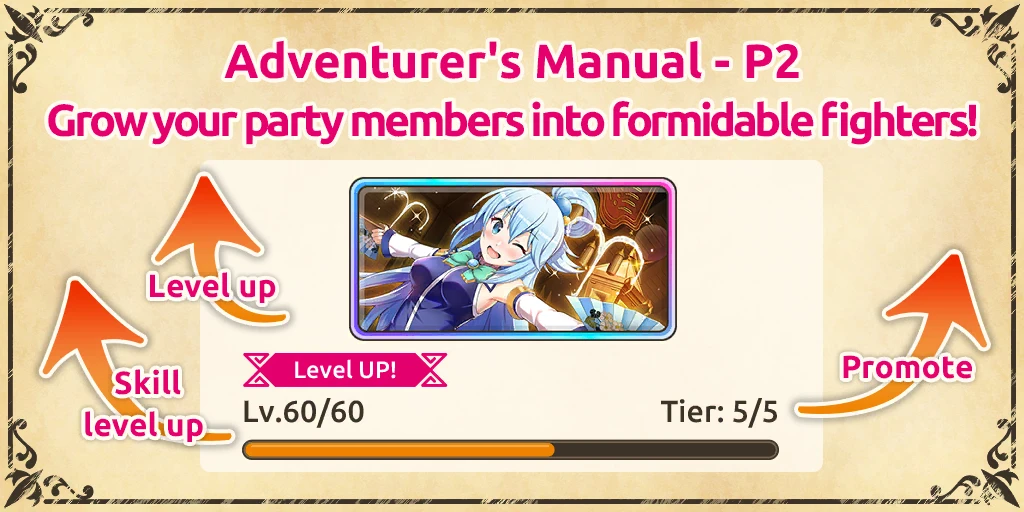 Adventurer's Manual - P2
Grow your party members into formidable fighters!
Level up
Skill
level up
Promote
Level UP!
Lv.60/60
Tier: 5/5